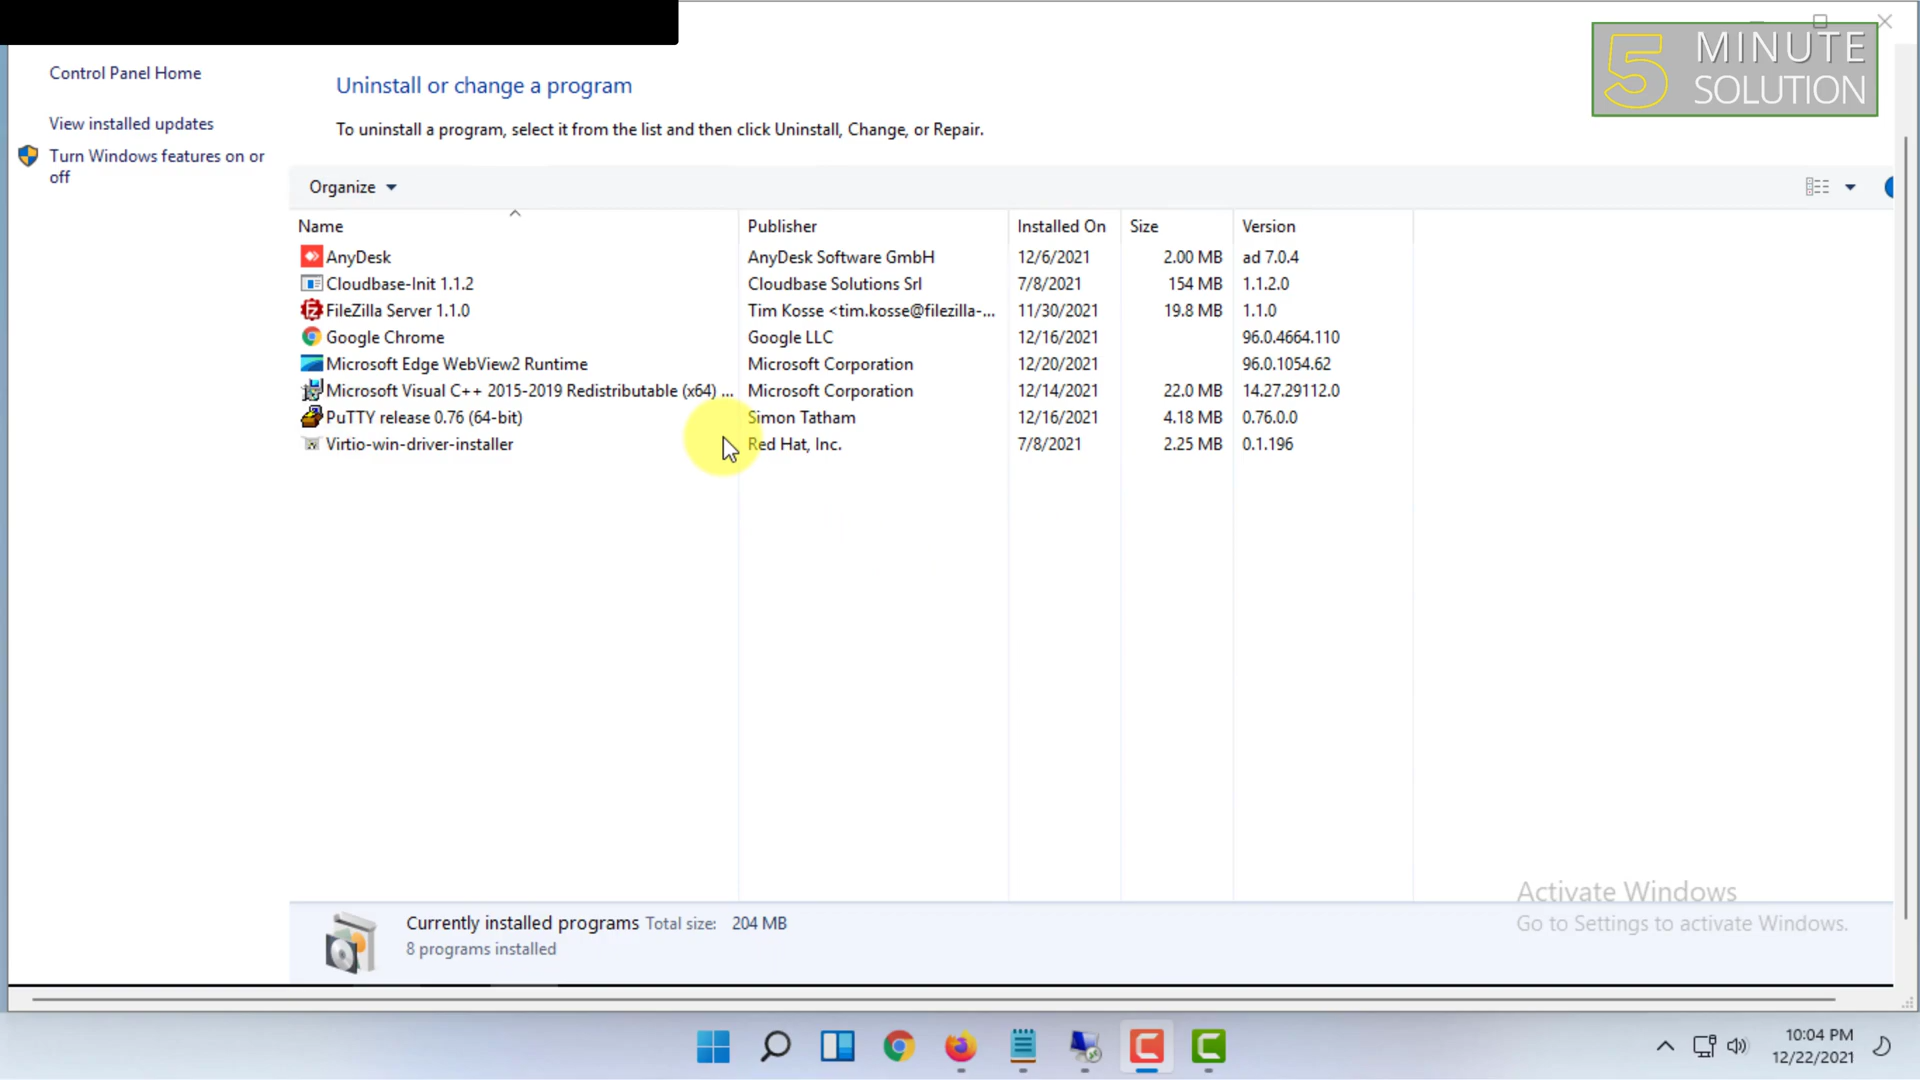 5 MINUTE
SOLUTION
Control Panel Home
View installed updates
Turn Windows features on or
off
Uninstall or change a program
To uninstall a program, select it from the list and then click Uninstall, Change, or Repair.
Organize
Name Publisher Installed On Size Version
AnyDesk AnyDesk Software GmbH 12/6/2021 2.00 MB ad 7.0.4
Cloudbase-Init 1.1.2 Cloudbase Solutions Srl 7/8/2021 154 MB 1.1.2.0
FileZilla Server 1.1.0 Tim Kosse <tim.kosse@filezilla-... 11/30/2021 19.8 MB 1.1.0
Google Chrome Google LLC 12/16/2021 96.0.4664.110
Microsoft Edge WebView2 Runtime Microsoft Corporation 12/20/2021 96.0.1054.62
Microsoft Visual C++ 2015-2019 Redistributable (x64) ... Microsoft Corporation 12/14/2021 22.0 MB 14.27.29112.0
PuTTY release 0.76 (64-bit) Simon Tatham 12/16/2021 4.18 MB 0.76.0.0
Virtio-win-driver-installer Red Hat, Inc. 7/8/2021 2.25 MB 0.1.196
Currently installed programs Total size: 204 MB
8 programs installed
Activate Windows
Go to Settings to activate Windows.
10:04 PM
12/22/2021